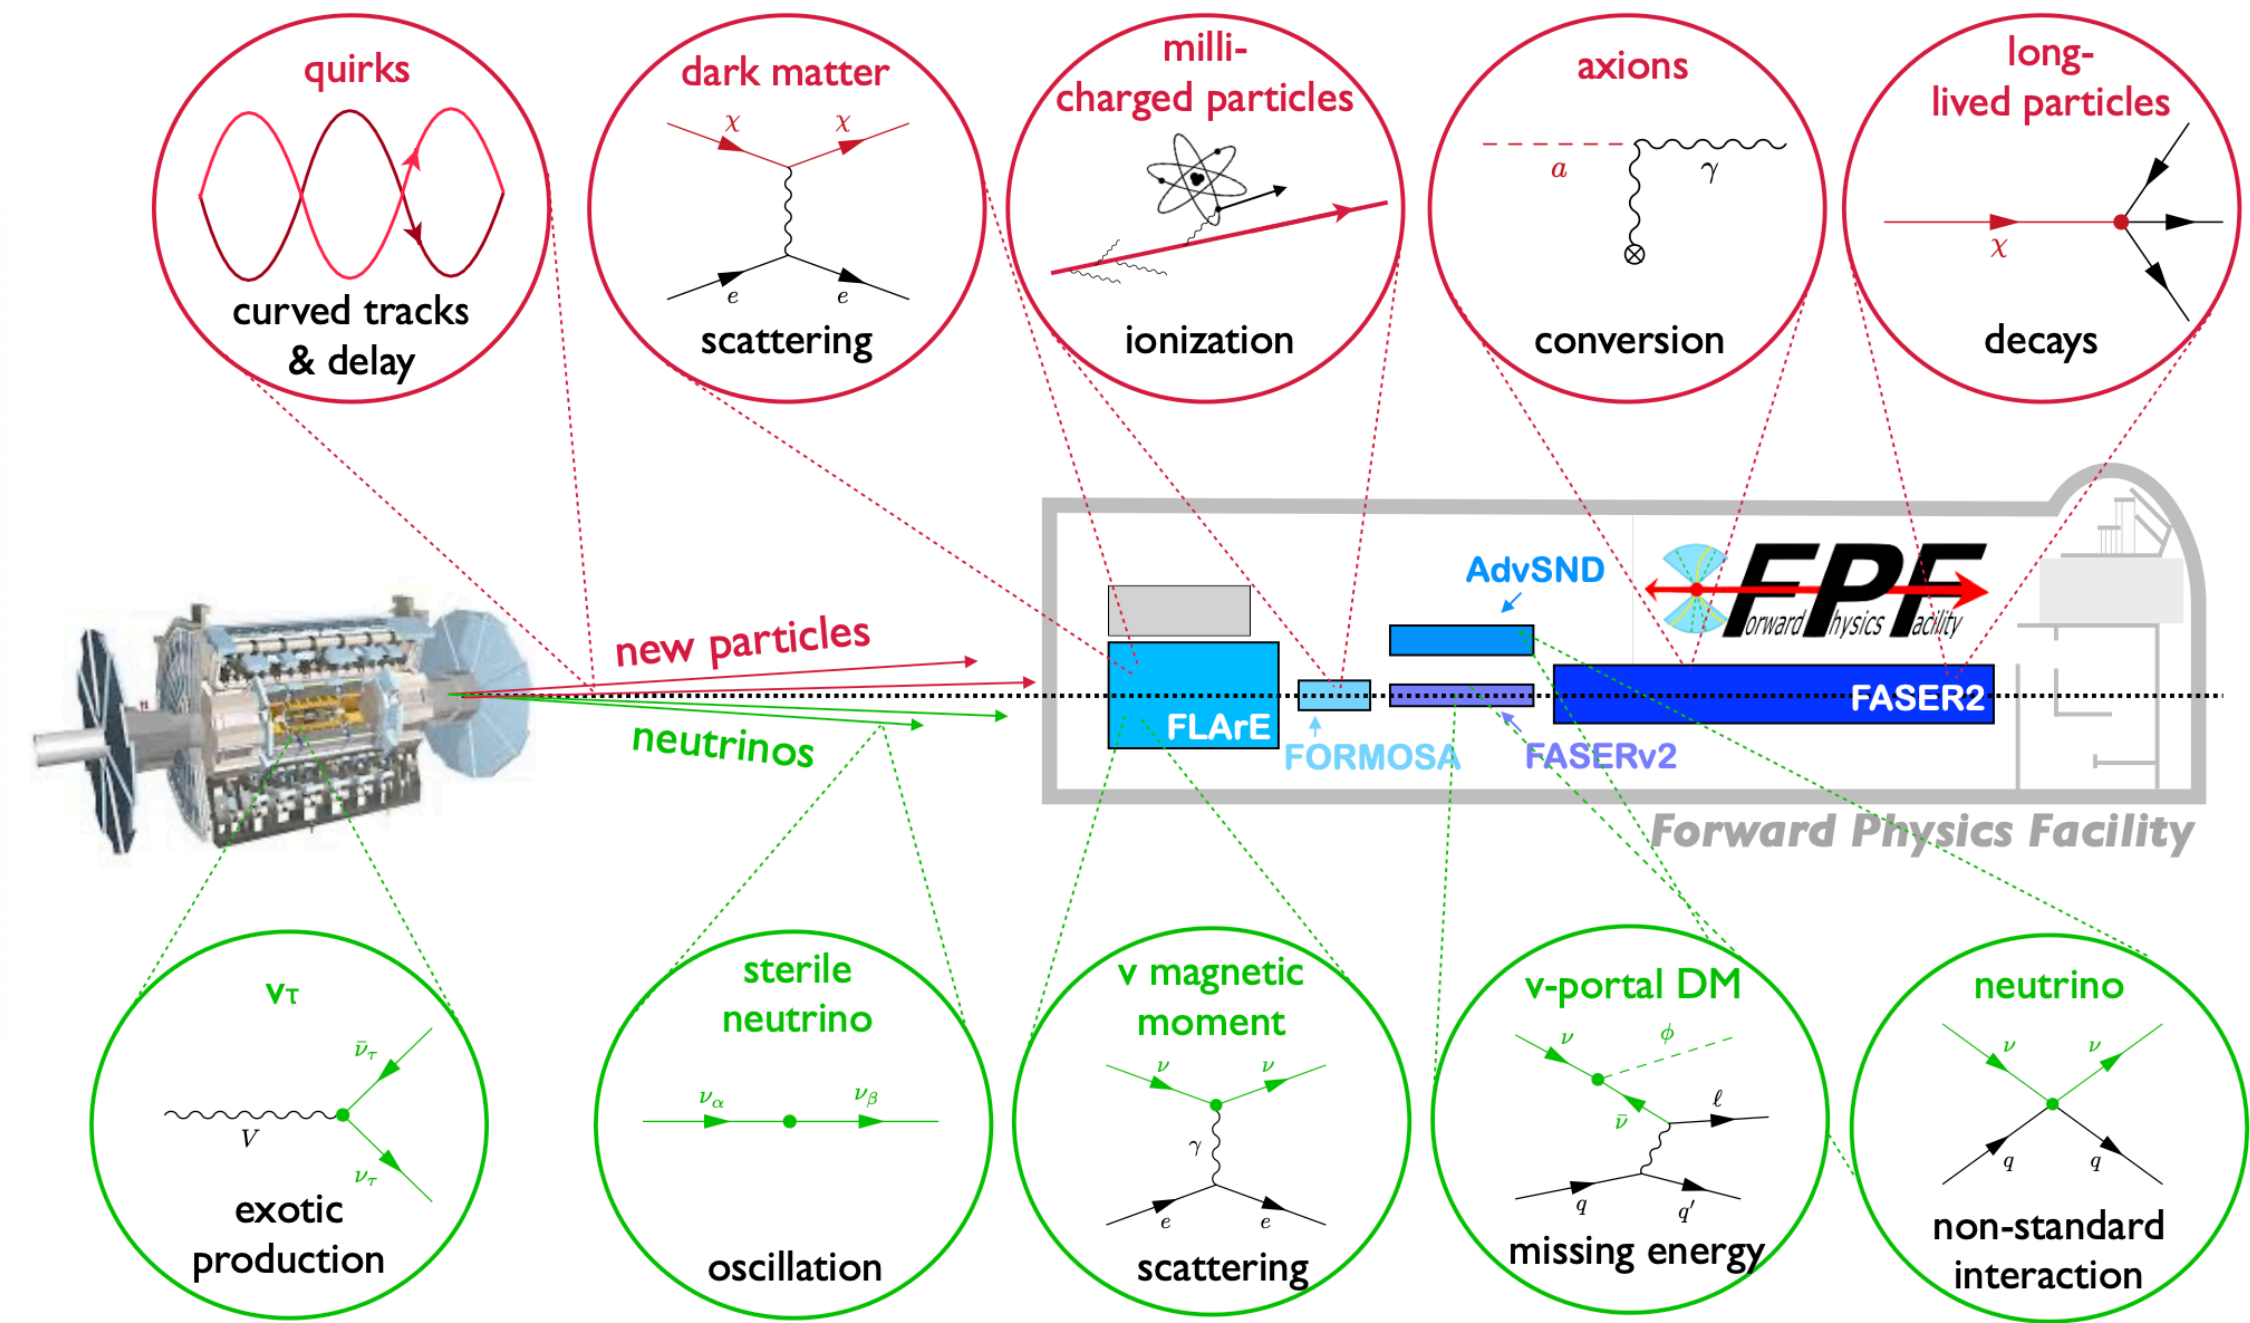 quirks
curved tracks
& delay
dark matter
χ
χ
e
e
scattering
milli-
charged particles
ionization
axions
a
γ
conversion
long-
lived particles
χ
decays
new particles
neutrinos
FLArE
FORMOSA
AdvSND
FASERν2
FPF
Forward Physics Facility
FASER2
Forward Physics Facility
ντ
V
ν̄τ
ντ
exotic
production
sterile
neutrino
να
νβ
oscillation
ν magnetic
moment
ν
ν
γ
e
e
scattering
ν-portal DM
ν
ϕ
ν̄
ℓ
q
q′
missing energy
neutrino
ν
ν
q
q
non-standard
interaction